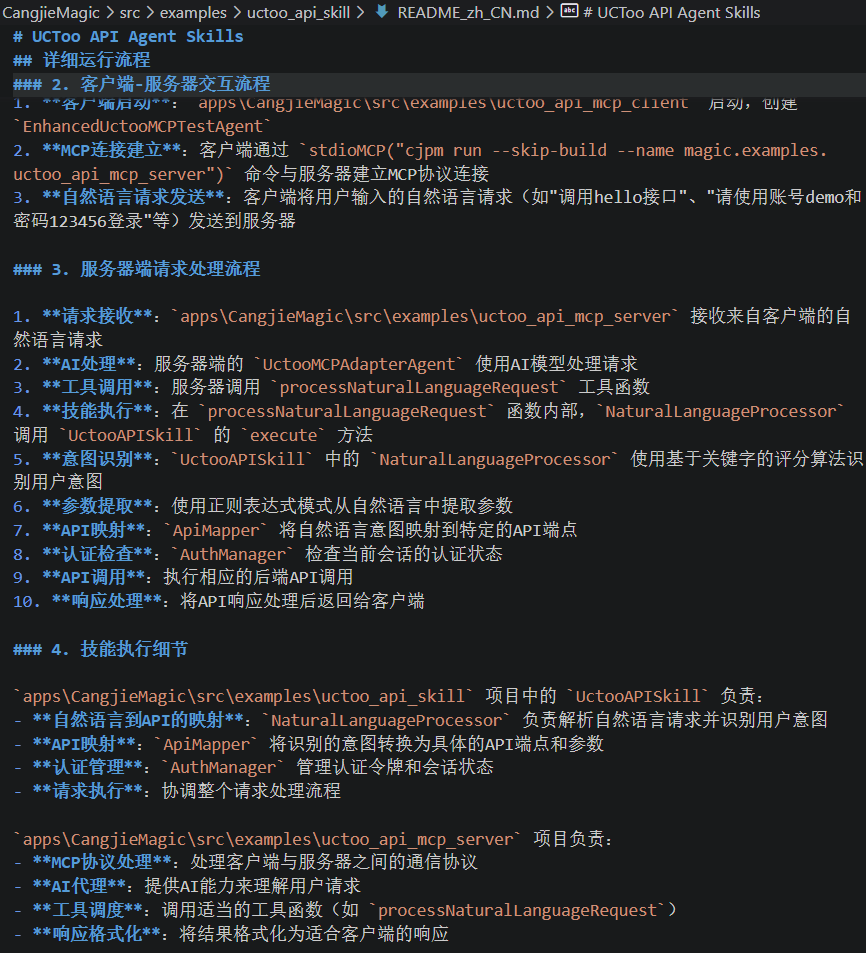 CangjieMagic > src > examples > uctoo_api_skill > README_zh_CN.md > # UCToo API Agent Skills
# UCToo API Agent Skills
## 详细运行流程
### 2. 客户端-服务器交互流程
1. **客户端启动**：`apps\CangjieMagic\src\examples\uctoo_api_mcp_client` 启动，创建
`EnhancedUctooMCPTestAgent`
2. **MCP连接建立**：客户端通过 `stdioMCP("cjpm run --skip-build --name magic.examples.
uctoo_api_mcp_server")` 命令与服务器建立MCP协议连接
3. **自然语言请求发送**：客户端将用户输入的自然语言请求（如"调用hello接口"、"请使用账号demo和
密码123456登录"等）发送到服务器
### 3. 服务器端请求处理流程
1. **请求接收**：`apps\CangjieMagic\src\examples\uctoo_api_mcp_server` 接收来自客户端的自
然语言请求
2. **AI处理**：服务器端的 `UctooMCPAdapterAgent` 使用AI模型处理请求
3. **工具调用**：服务器调用 `processNaturalLanguageRequest` 工具函数
4. **技能执行**：在 `processNaturalLanguageRequest` 函数内部，`NaturalLanguageProcessor`
调用 `UctooAPISkill` 的 `execute` 方法
5. **意图识别**：`UctooAPISkill` 中的 `NaturalLanguageProcessor` 使用基于关键字的评分算法识
别用户意图
6. **参数提取**：使用正则表达式模式从自然语言中提取参数
7. **API映射**：`ApiMapper` 将自然语言意图映射到特定的API端点
8. **认证检查**：`AuthManager` 检查当前会话的认证状态
9. **API调用**：执行相应的后端API调用
10. **响应处理**：将API响应处理后返回给客户端
### 4. 技能执行细节
`apps\CangjieMagic\src\examples\uctoo_api_skill` 项目中的 `UctooAPISkill` 负责：
- **自然语言到API的映射**：`NaturalLanguageProcessor` 负责解析自然语言请求并识别用户意图
- **API映射**：`ApiMapper` 将识别的意图转换为具体的API端点和参数
- **认证管理**：`AuthManager` 管理认证令牌和会话状态
- **请求执行**：协调整个请求处理流程
`apps\CangjieMagic\src\examples\uctoo_api_mcp_server` 项目负责：
- **MCP协议处理**：处理客户端与服务器之间的通信协议
- **AI代理**：提供AI能力来理解用户请求
- **工具调度**：调用适当的工具函数（如 `processNaturalLanguageRequest`）
- **响应格式化**：将结果格式化为适合客户端的响应